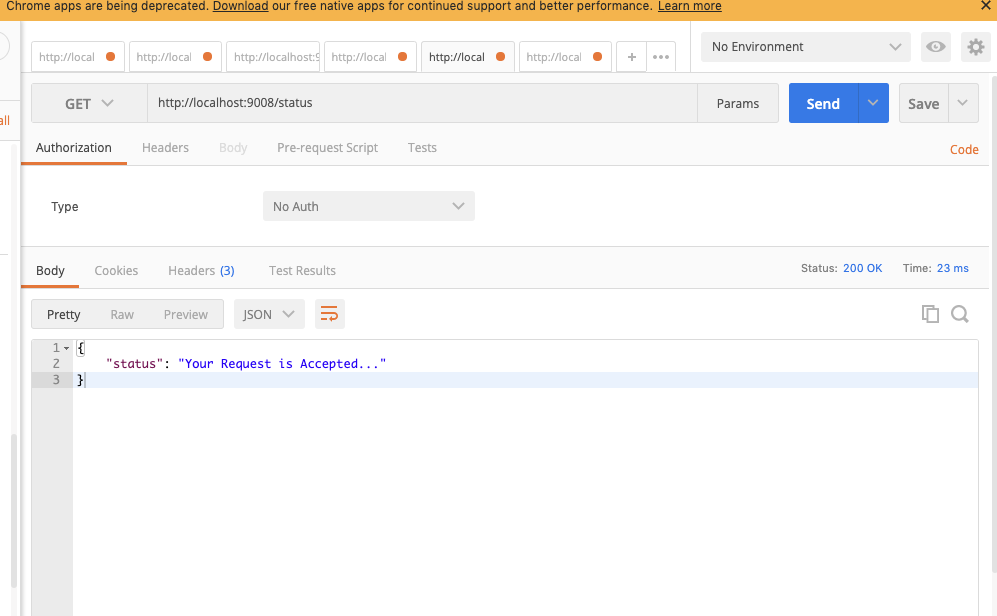 Chrome apps are being deprecated. Download our free native apps for continued support and better performance. Learn more
http://local http://local http://localhost:9 http://local http://local http://local + ••• No Environment
all
GET http://localhost:9008/status Params Send Save
Authorization Headers Body Pre-request Script Tests Code
Type No Auth
Body Cookies Headers (3) Test Results Status: 200 OK Time: 23 ms
Pretty Raw Preview JSON
1 {
2 "status": "Your Request is Accepted..."
3 }